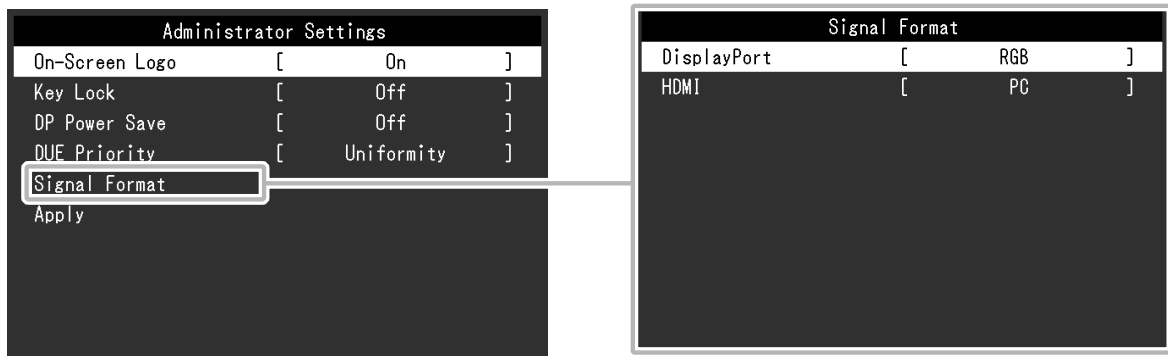 Administrator Settings
On-Screen Logo [ On ]
Key Lock [ Off ]
DP Power Save [ Off ]
DUE Priority [ Uniformity ]
Signal Format
Apply
Signal Format
DisplayPort [ RGB ]
HDMI [ PC ]